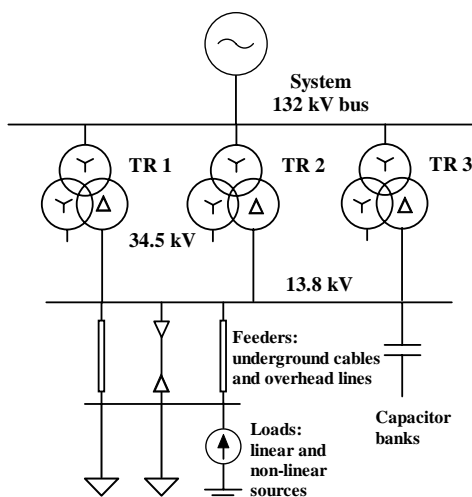 System
132 kV bus
TR 1
TR 2
TR 3
34.5 kV
13.8 kV
Feeders:
underground cables
and overhead lines
Capacitor
banks
Loads:
linear and
non-linear
sources